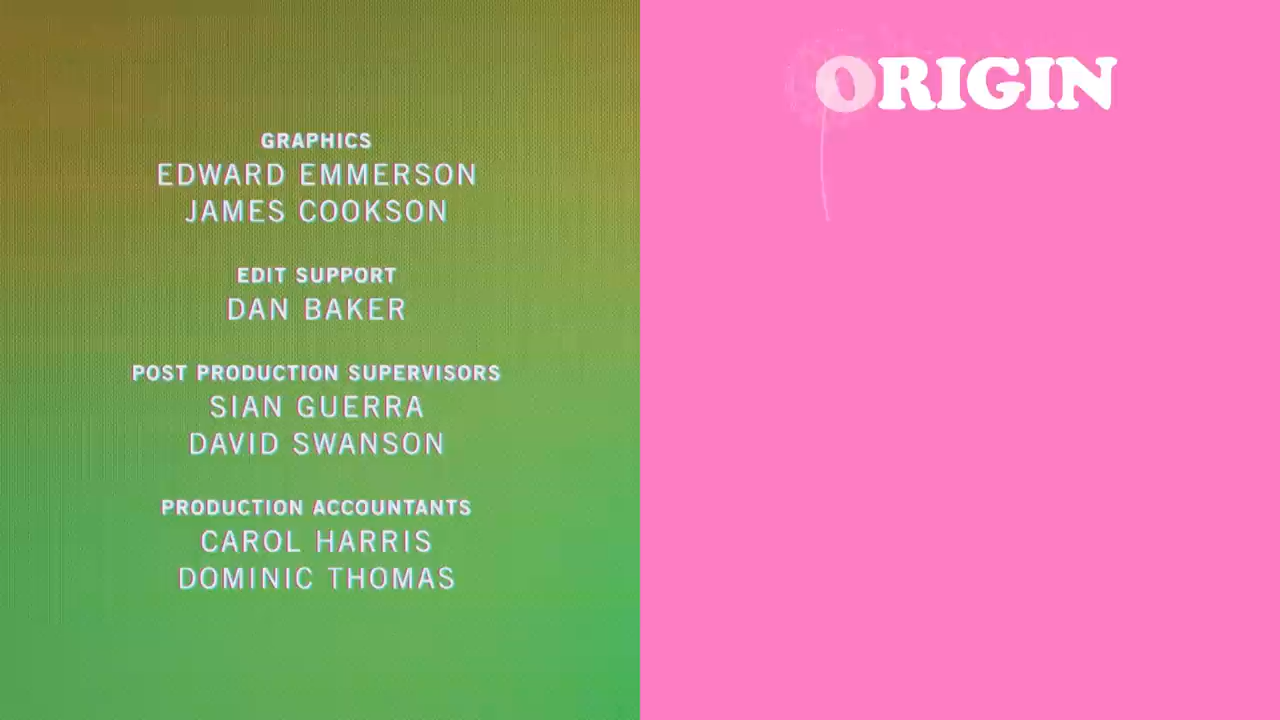 GRAPHICS
EDWARD EMMERSON
JAMES COOKSON
EDIT SUPPORT
DAN BAKER
POST PRODUCTION SUPERVISORS
SIAN GUERRA
DAVID SWANSON
PRODUCTION ACCOUNTANTS
CAROL HARRIS
DOMINIC THOMAS
ORIGIN